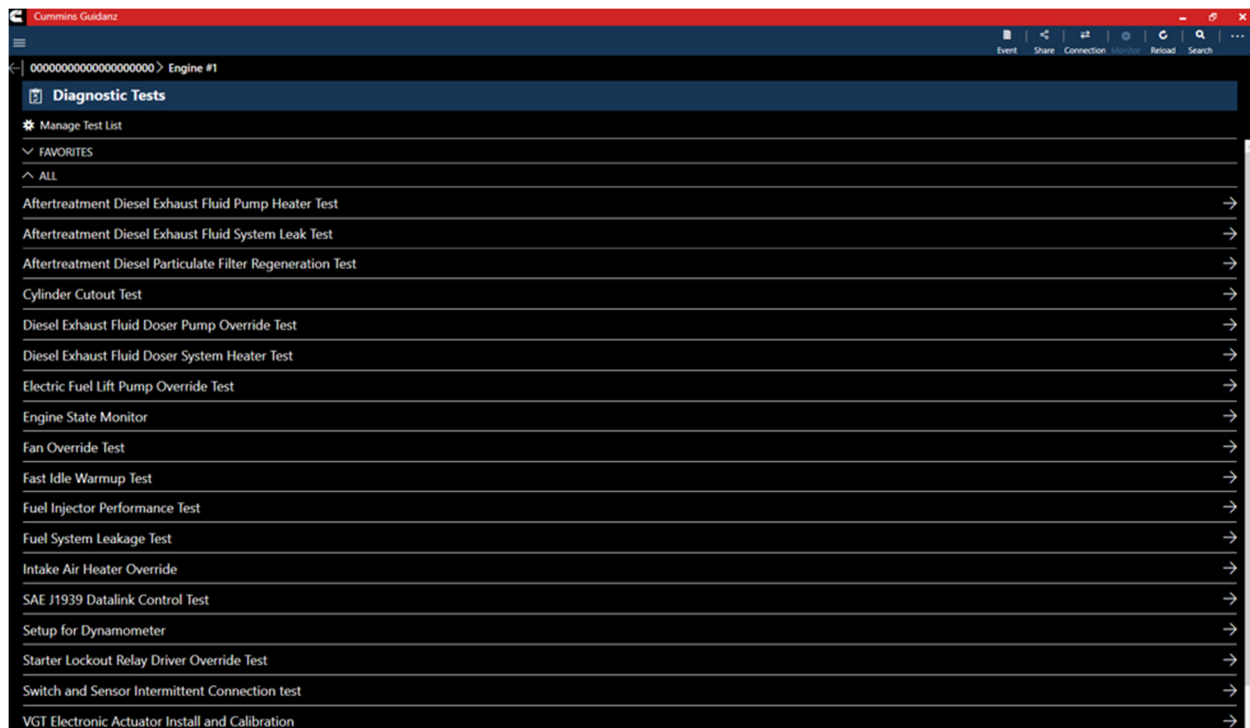 Cummins Guidanz
Event Share Connection Monitor Reload Search
00000000000000000000 > Engine #1
Diagnostic Tests
Manage Test List
FAVORITES
ALL
Aftertreatment Diesel Exhaust Fluid Pump Heater Test
Aftertreatment Diesel Exhaust Fluid System Leak Test
Aftertreatment Diesel Particulate Filter Regeneration Test
Cylinder Cutout Test
Diesel Exhaust Fluid Doser Pump Override Test
Diesel Exhaust Fluid Doser System Heater Test
Electric Fuel Lift Pump Override Test
Engine State Monitor
Fan Override Test
Fast Idle Warmup Test
Fuel Injector Performance Test
Fuel System Leakage Test
Intake Air Heater Override
SAE J1939 Datalink Control Test
Setup for Dynamometer
Starter Lockout Relay Driver Override Test
Switch and Sensor Intermittent Connection test
VGT Electronic Actuator Install and Calibration